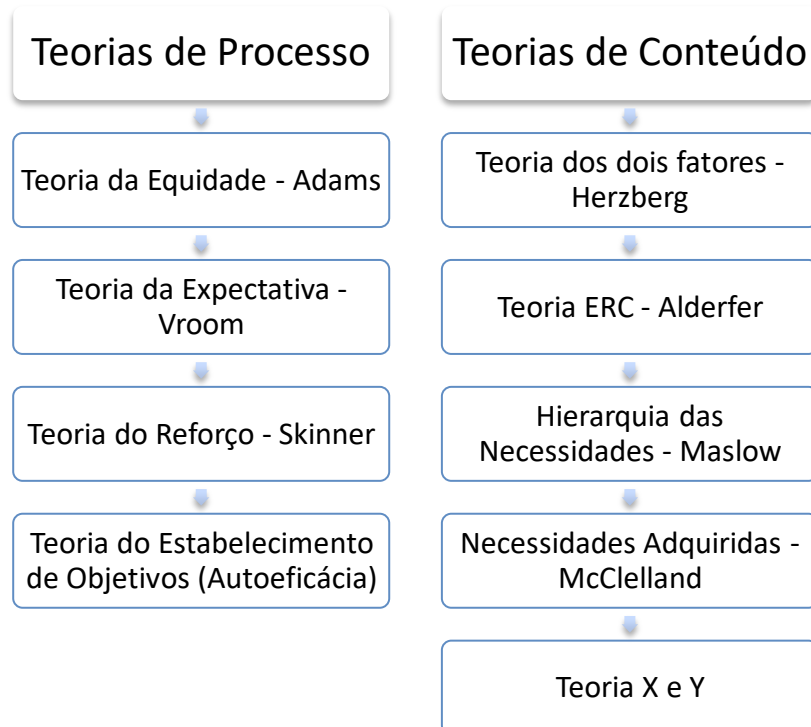 Teorias de Processo
Teoria da Equidade - Adams
Teoria da Expectativa -
Vroom
Teoria do Reforço - Skinner
Teoria do Estabelecimento
de Objetivos (Autoeficácia)
Teorias de Conteúdo
Teoria dos dois fatores -
Herzberg
Teoria ERC - Alderfer
Hierarquia das
Necessidades - Maslow
Necessidades Adquiridas -
McClelland
Teoria X e Y